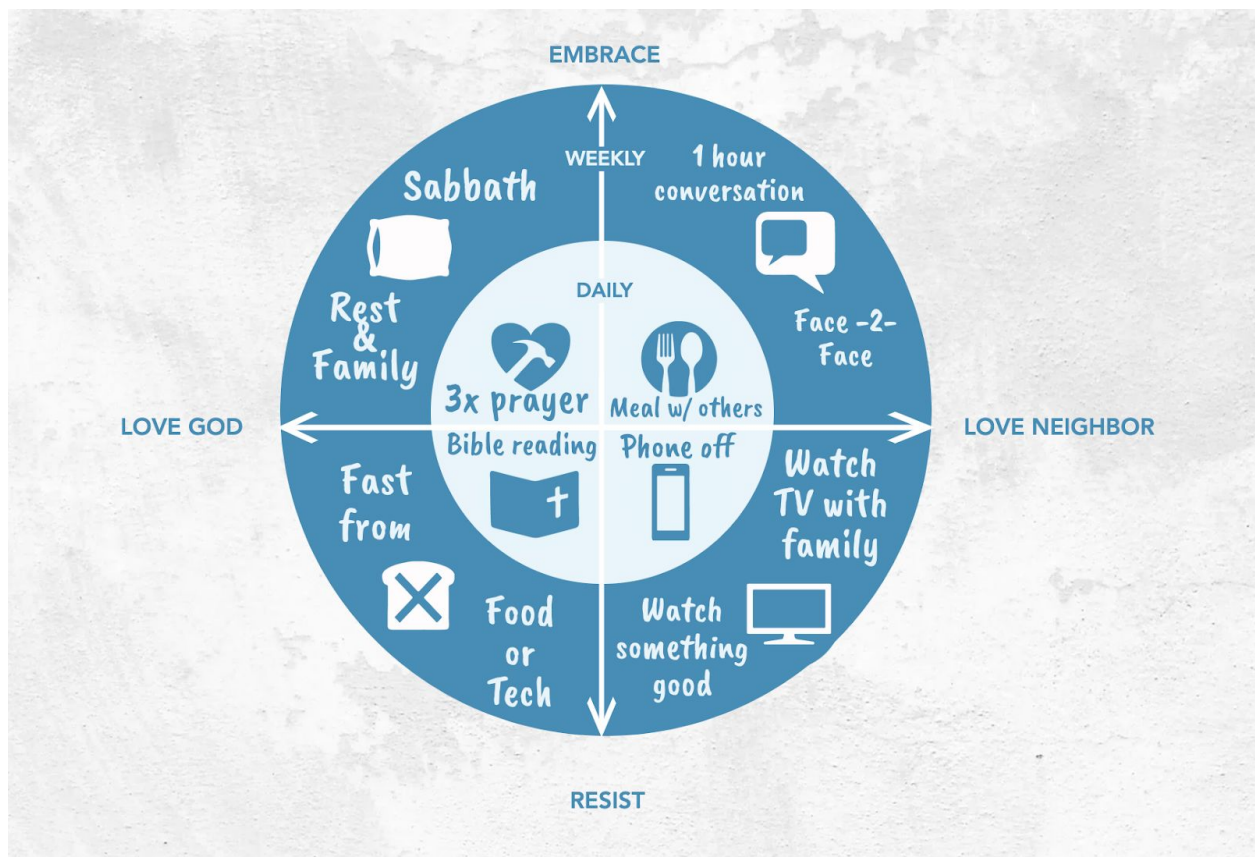 EMBRACE
WEEKLY
Sabbath
1 hour
conversation
Rest
&
Family
Face -2-
Face
DAILY
3x prayer
Meal w/ others
LOVE GOD
LOVE NEIGHBOR
Bible reading
Phone off
Fast
from
Food
or
Tech
Watch
TV with
family
Watch
something
good
RESIST